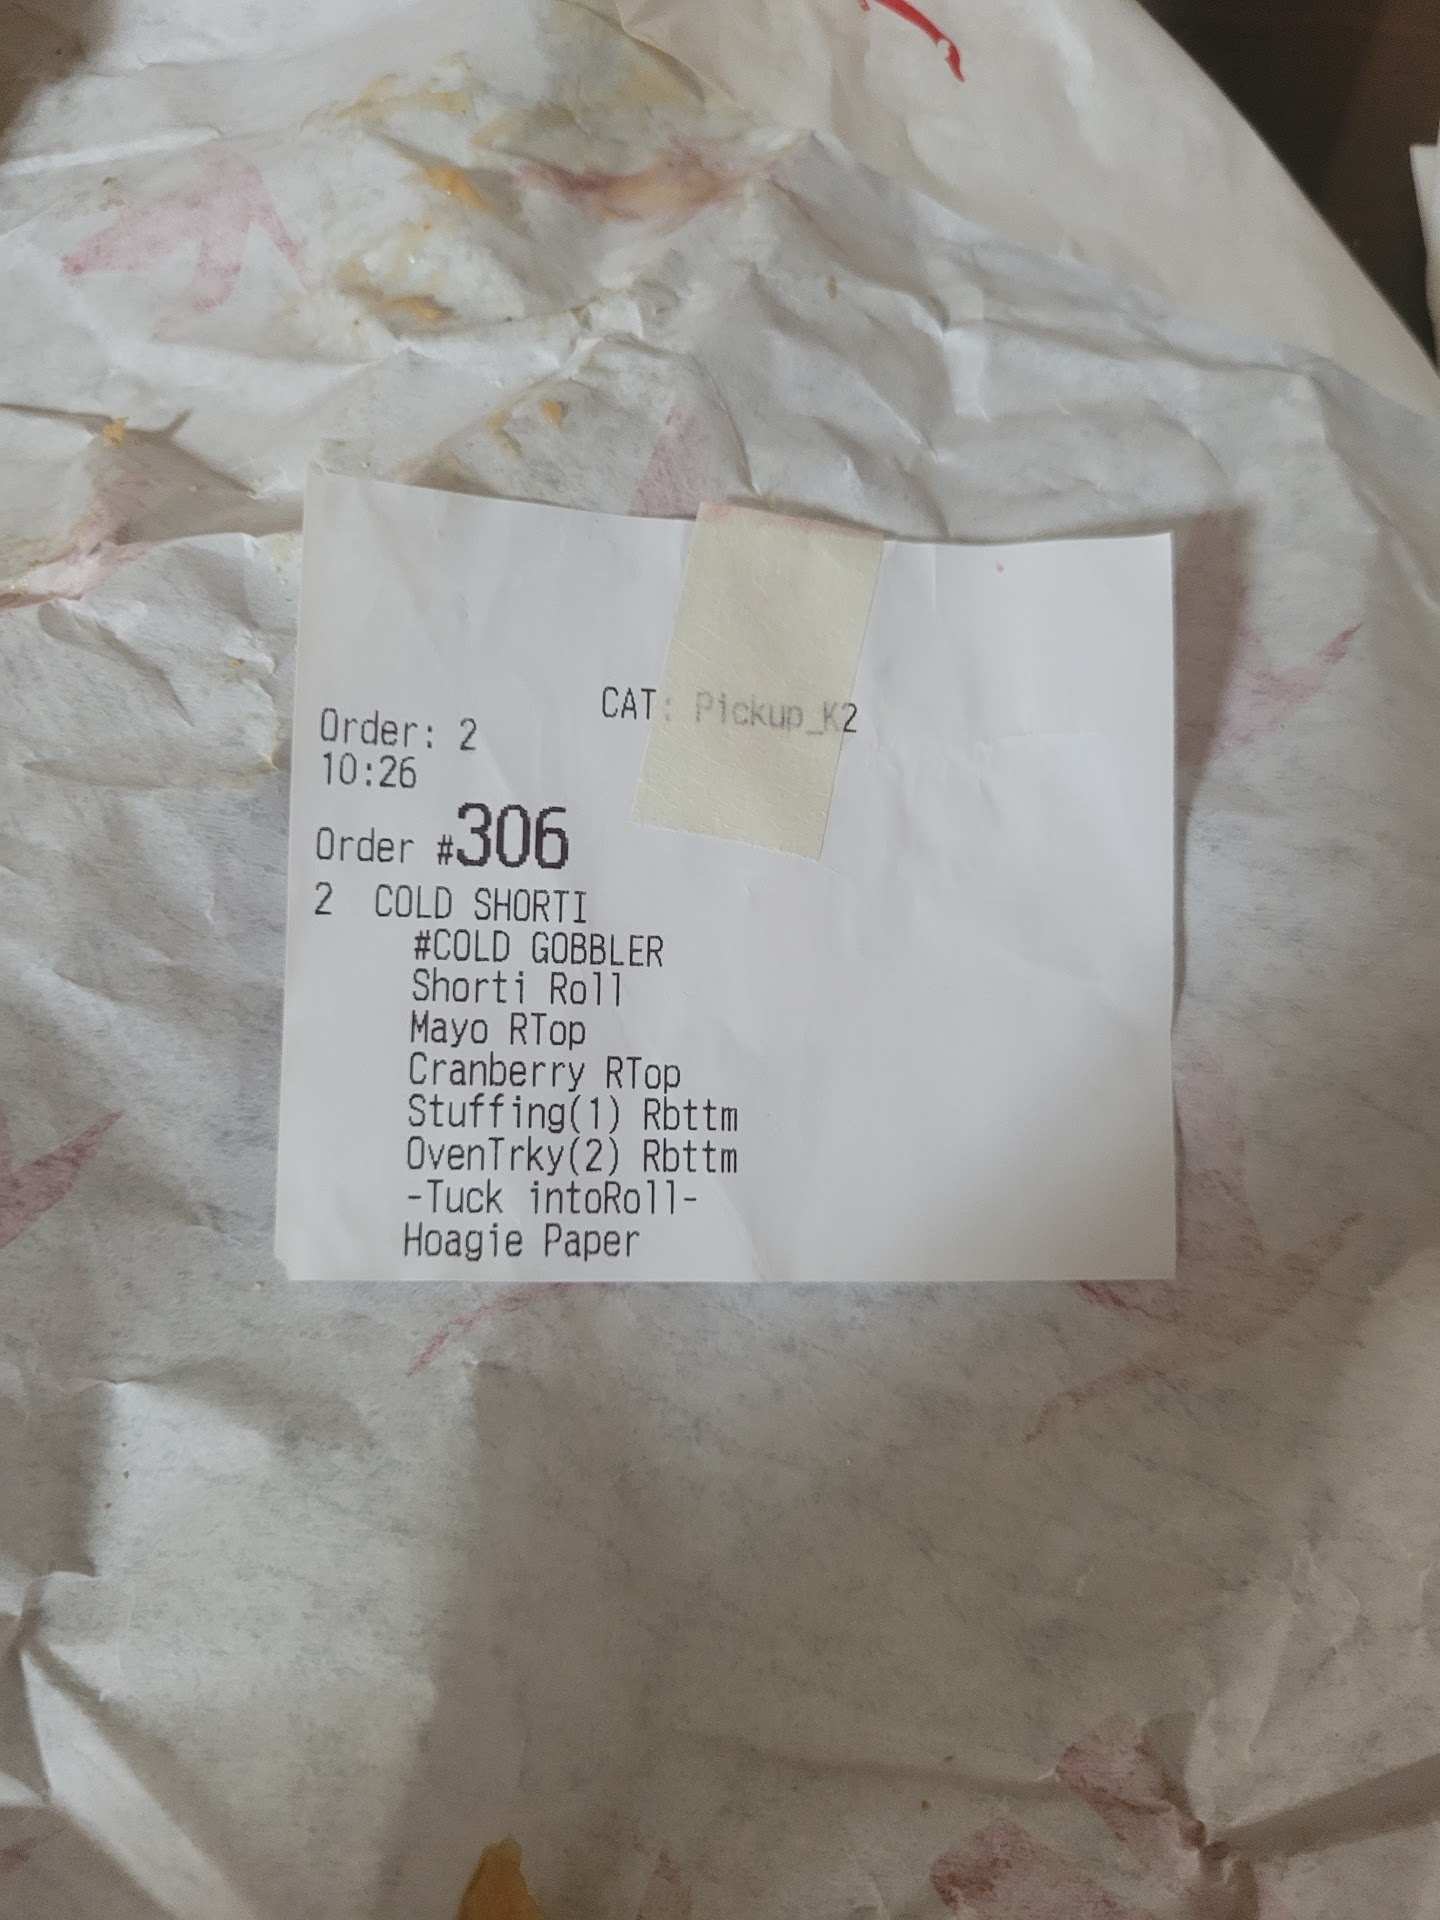 CAT: Pickup_K2
Order: 2
10:26
Order #306
2 COLD SHORTI
#COLD GOBBLER
Shorti Roll
Mayo RTop
Cranberry RTop
Stuffing(1) Rbttm
OvenTrky(2) Rbttm
-Tuck intoRoll-
Hoagie Paper